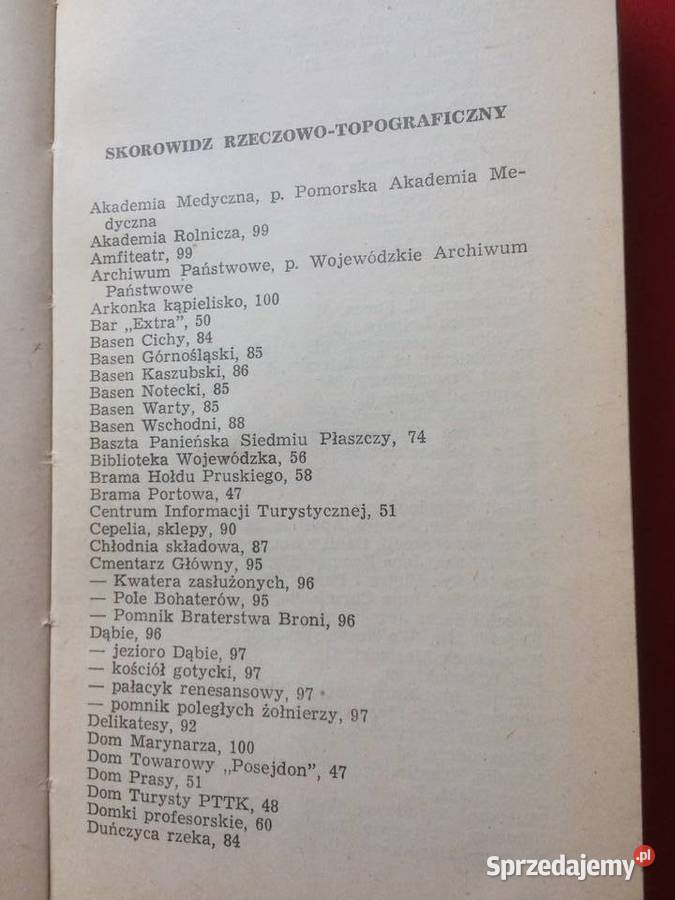 SKOROWIDZ RZECZOWO-TOPOGRAFICZNY
Akademia Medyczna, p. Pomorska Akademia Me-
dyczna
Akademia Rolnicza, 99
Amfiteatr, 99
Archiwum Państwowe, p. Wojewódzkie Archiwum
Państwowe
Arkonka kąpielisko, 100
Bar „Extra”, 50
Basen Cichy, 84
Basen Górnośląski, 85
Basen Kaszubski, 86
Basen Notecki, 85
Basen Warty, 85
Basen Wschodni, 88
Baszta Panieńska Siedmiu Płaszczy, 74
Biblioteka Wojewódzka, 56
Brama Hołdu Pruskiego, 58
Brama Portowa, 47
Centrum Informacji Turystycznej, 51
Cepelia, sklepy, 90
Chłodnia składowa, 87
Cmentarz Główny, 95
— Kwatera zasłużonych, 96
— Pole Bohaterów, 95
— Pomnik Braterstwa Broni, 96
Dąbie, 96
— jezioro Dąbie, 97
— kościół gotycki, 97
— pałacyk renesansowy, 97
— pomnik poległych żołnierzy, 97
Delikatesy, 92
Dom Marynarza, 100
Dom Towarowy „Posejdon”, 47
Dom Prasy, 51
Dom Turysty PTTK, 48
Domki profesorskie, 60
Duńczyca rzeka, 84
Sprzedajemy.pl